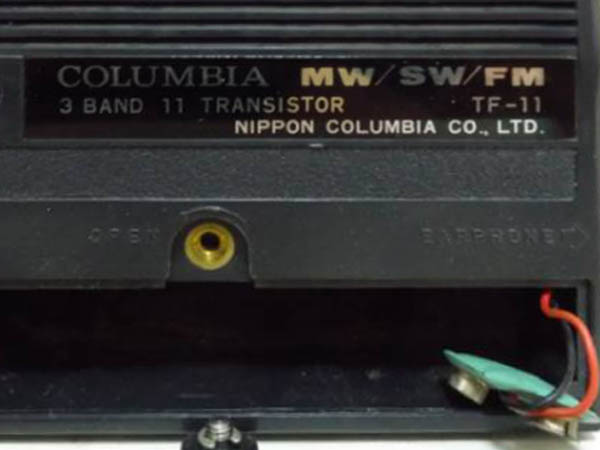 COLUMBIA MW/SW/FM
3 BAND 11 TRANSISTOR TF-11
NIPPON COLUMBIA CO., LTD.
OPEN EARPHONE